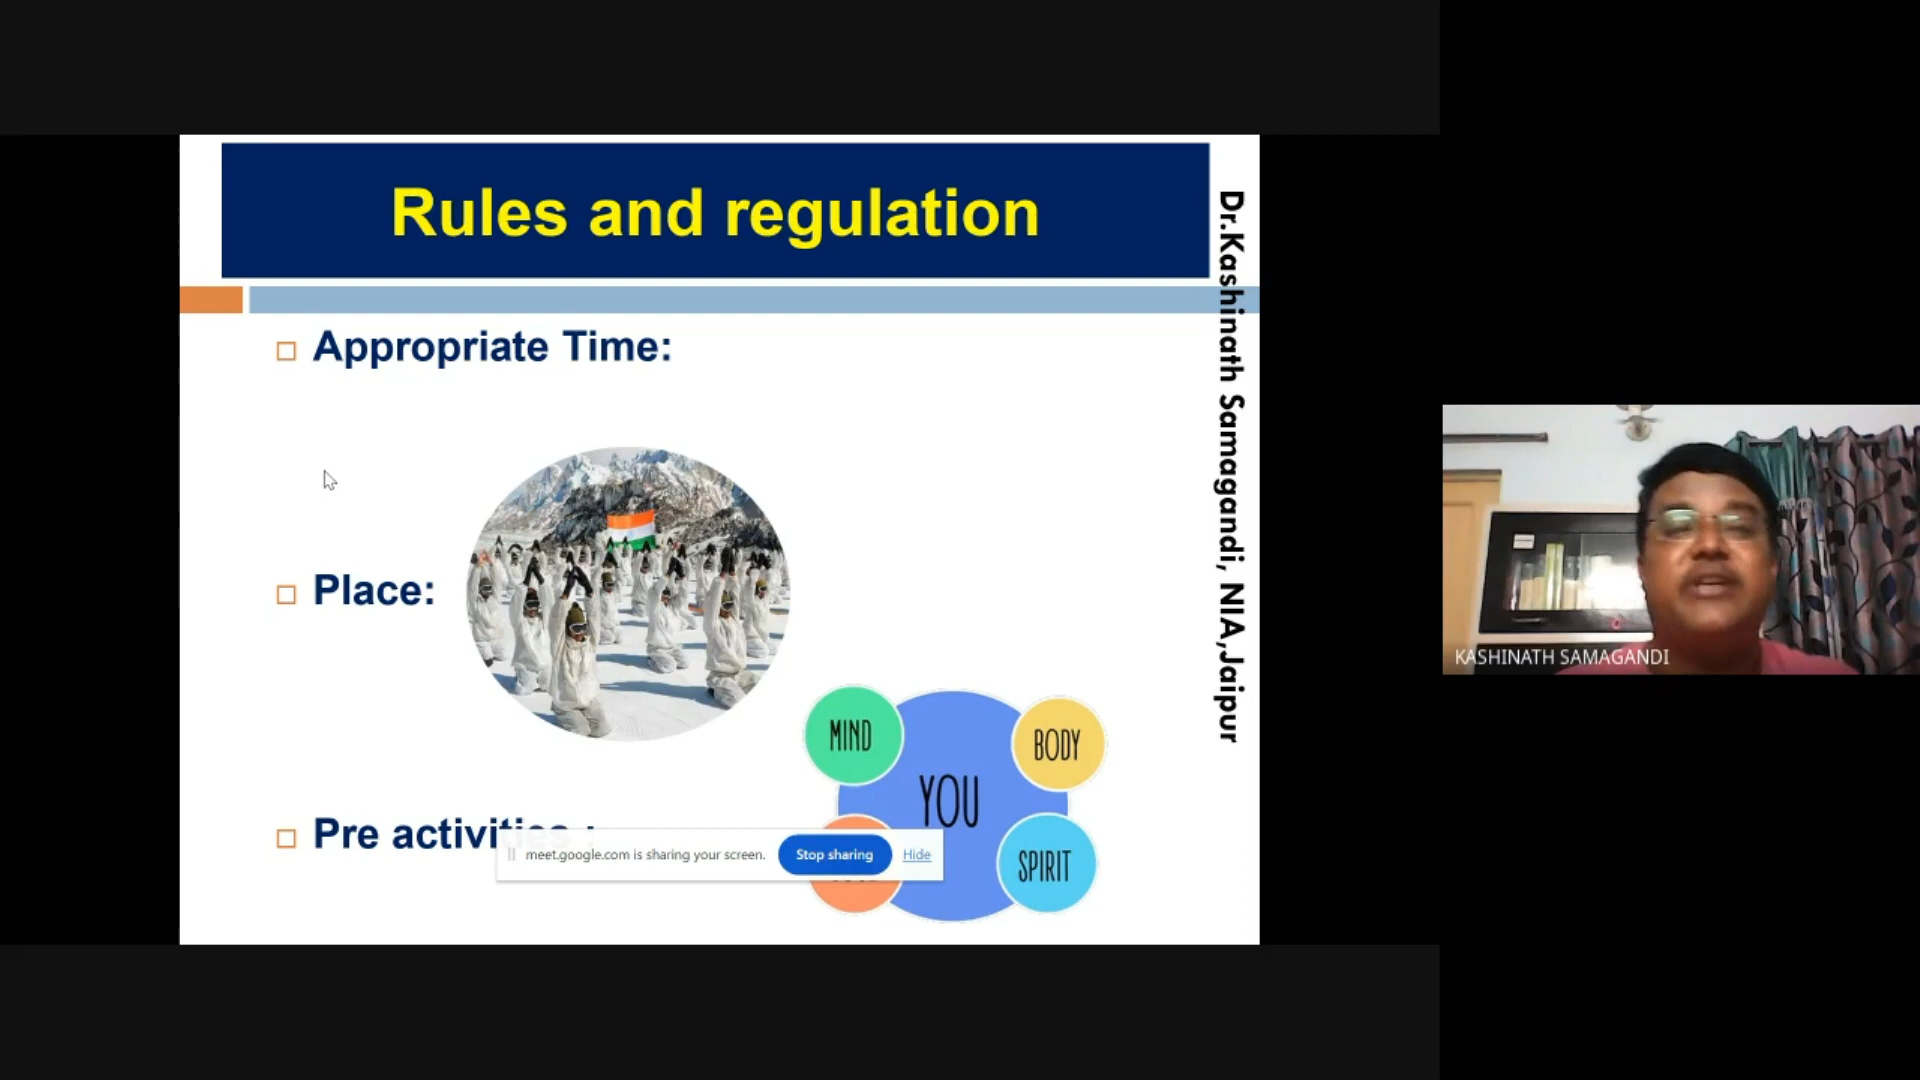 Rules and regulation
Appropriate Time:
Place:
Pre activities :
Dr.Kashinath Samagandi, NIA,Jaipur
MIND
BODY
YOU
SPIRIT
meet.google.com is sharing your screen.
Stop sharing
Hide
KASHINATH SAMAGANDI